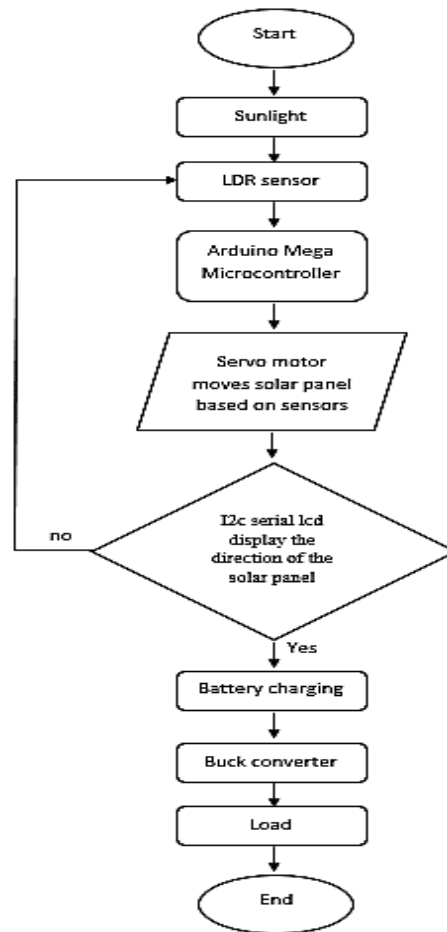 Start
Sunlight
LDR sensor
Arduino Mega
Microcontroller
Servo motor
moves solar panel
based on sensors
I2c serial lcd
display the
direction of the
solar panel
no
Yes
Battery charging
Buck converter
Load
End